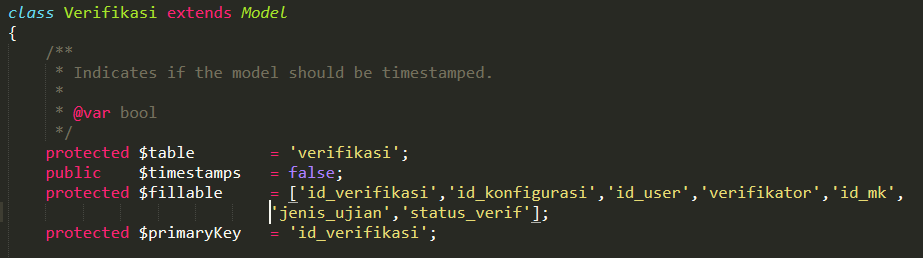 class Verifikasi extends Model
{
/**
* Indicates if the model should be timestamped.
*
* @var bool
*/
protected $table = 'verifikasi';
public $timestamps = false;
protected $fillable = ['id_verifikasi','id_konfigurasi','id_user','verifikator','id_mk',
'jenis_ujian','status_verif'];
protected $primaryKey = 'id_verifikasi';